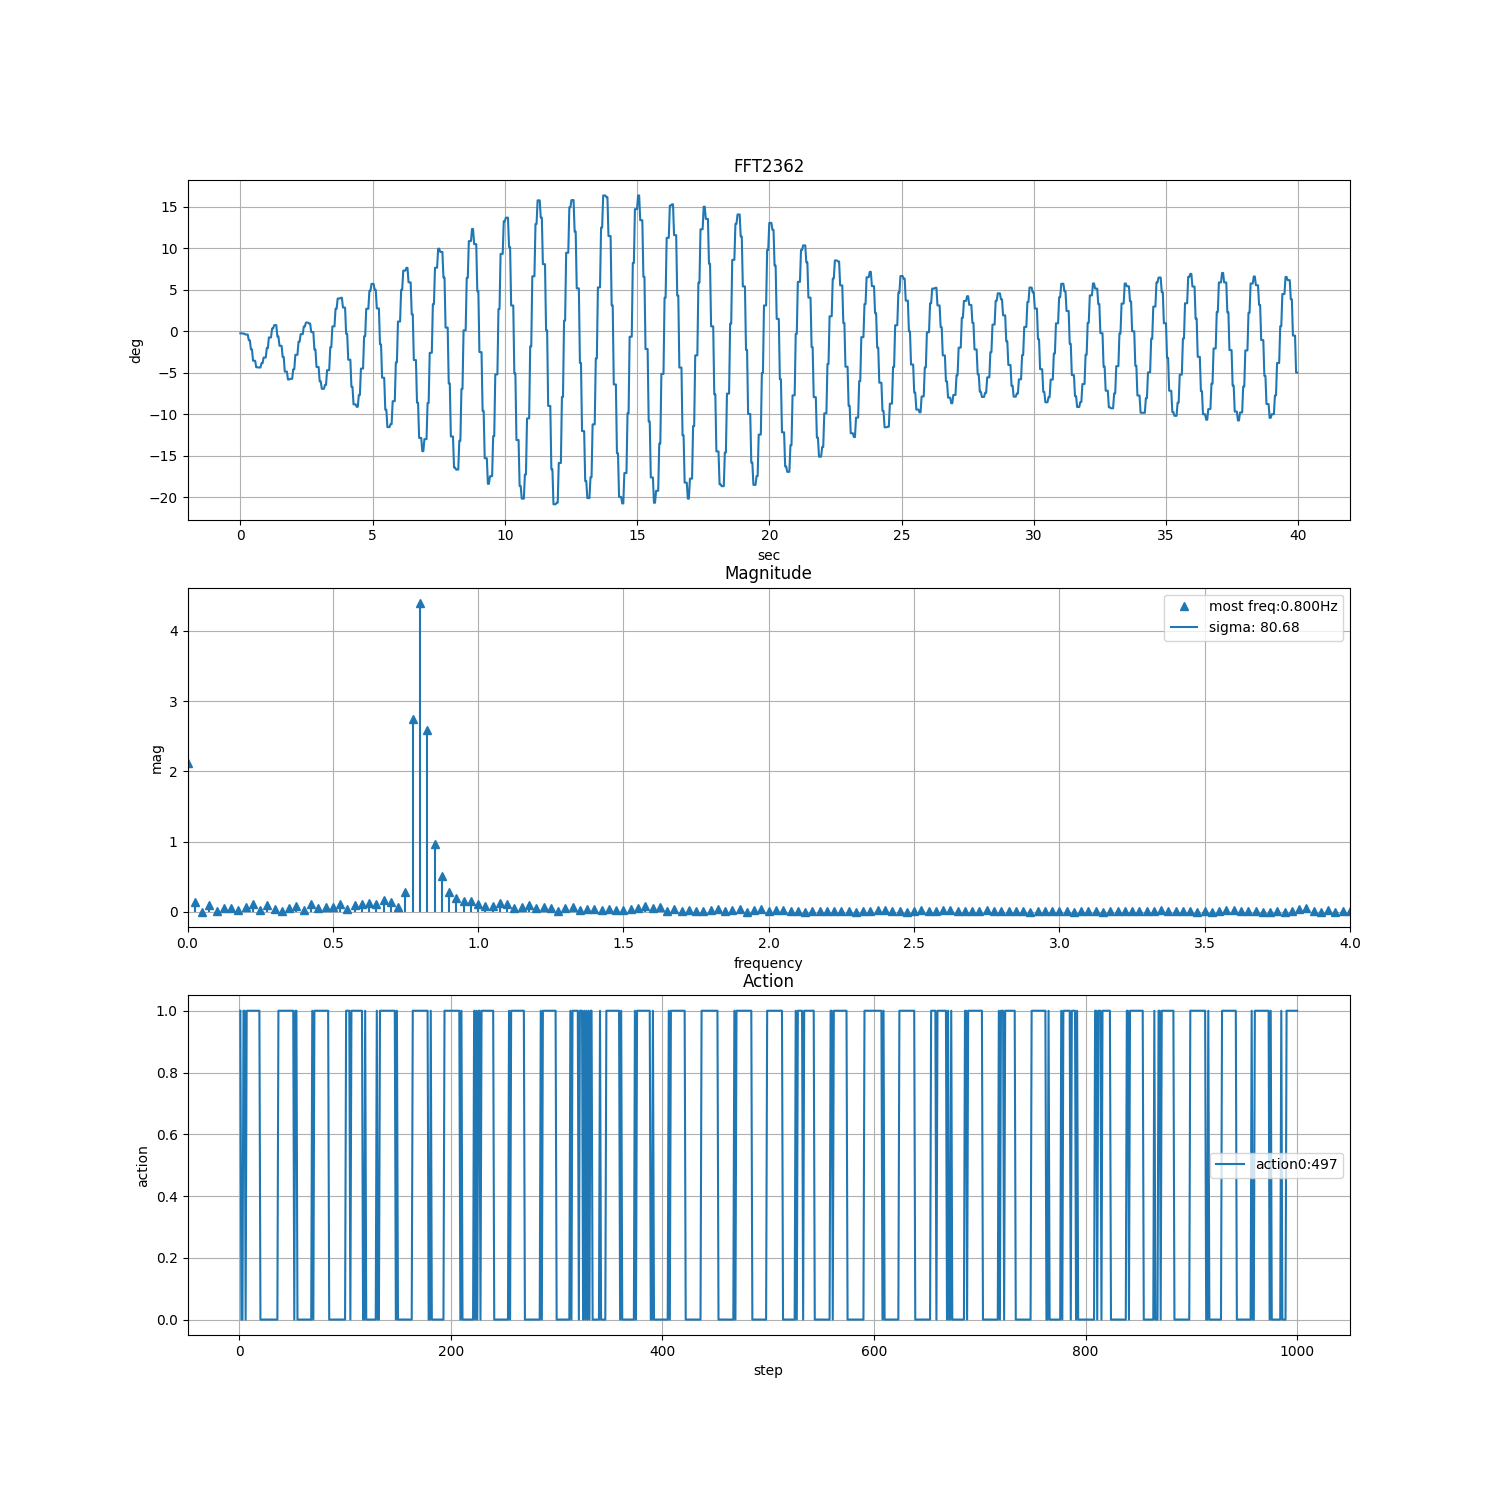 FFT2362
15
10
5
0
−5
−10
−15
−20
deg
0 5 10 15 20 25 30 35 40
sec
Magnitude
most freq:0.800Hz
sigma: 80.68
4
3
2
1
0
mag
0.0 0.5 1.0 1.5 2.0 2.5 3.0 3.5 4.0
frequency
Action
1.0
0.8
0.6
0.4
0.2
0.0
action
action0:497
0 200 400 600 800 1000
step